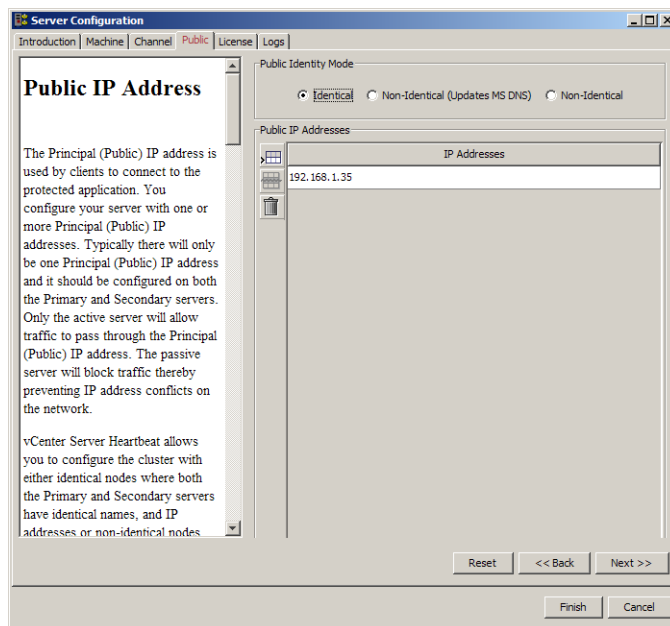 Server Configuration
Introduction Machine Channel Public License Logs
Public IP Address
The Principal (Public) IP address is
used by clients to connect to the
protected application. You
configure your server with one or
more Principal (Public) IP
addresses. Typically there will only
be one Principal (Public) IP address
and it should be configured on both
the Primary and Secondary servers.
Only the active server will allow
traffic to pass through the Principal
(Public) IP address. The passive
server will block traffic thereby
preventing IP address conflicts on
the network.
vCenter Server Heartbeat allows
you to configure the cluster with
either identical nodes where both
the Primary and Secondary servers
have identical names, and IP
addresses or non-identical nodes
Public Identity Mode
Identical Non-Identical (Updates MS DNS) Non-Identical
Public IP Addresses
IP Addresses
192.168.1.35
Reset << Back Next >>
Finish Cancel